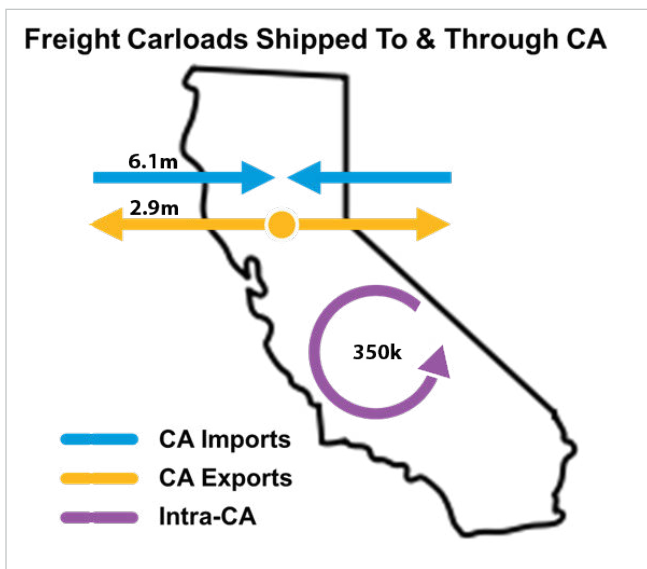 Freight Carloads Shipped To & Through CA
6.1m
2.9m
350k
CA Imports
CA Exports
Intra-CA